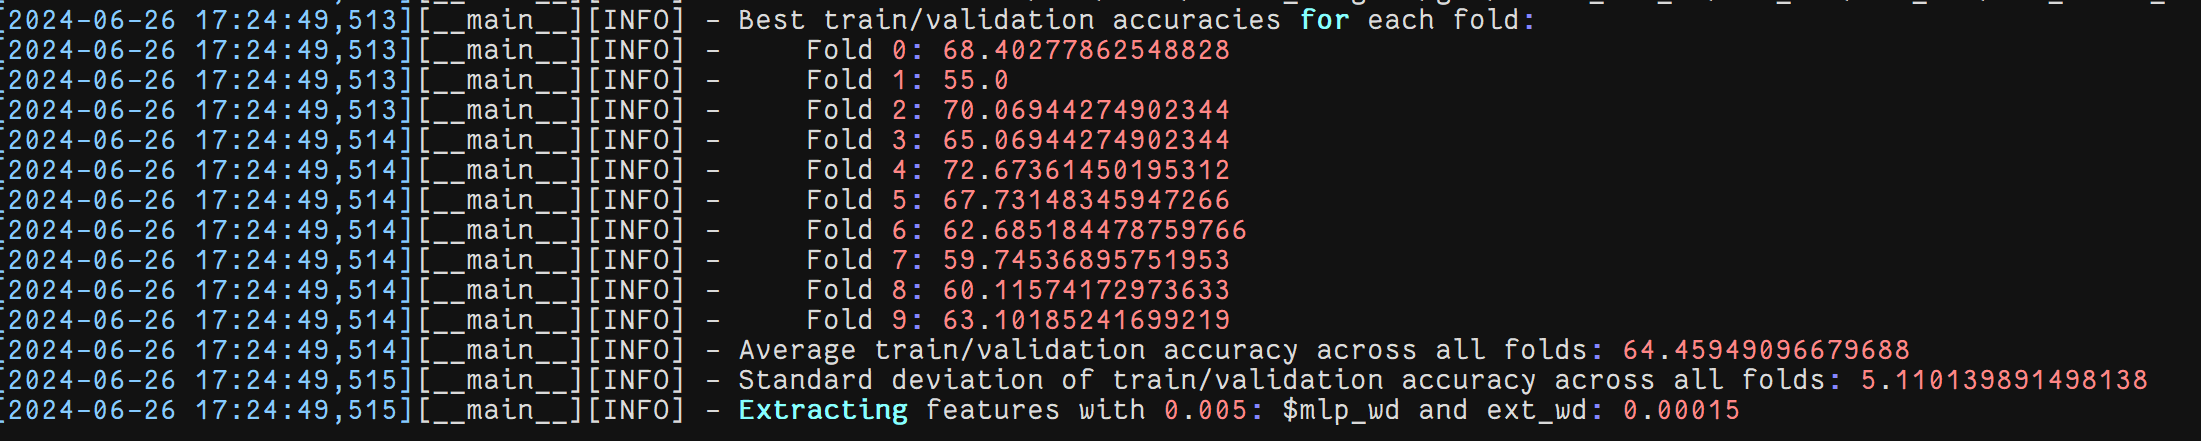 [2024-06-26 17:24:49,513][__main__][INFO] - Best train/validation accuracies for each fold:
[2024-06-26 17:24:49,513][__main__][INFO] -     Fold 0: 68.40277862548828
[2024-06-26 17:24:49,513][__main__][INFO] -     Fold 1: 55.0
[2024-06-26 17:24:49,513][__main__][INFO] -     Fold 2: 70.06944274902344
[2024-06-26 17:24:49,514][__main__][INFO] -     Fold 3: 65.06944274902344
[2024-06-26 17:24:49,514][__main__][INFO] -     Fold 4: 72.67361450195312
[2024-06-26 17:24:49,514][__main__][INFO] -     Fold 5: 67.73148345947266
[2024-06-26 17:24:49,514][__main__][INFO] -     Fold 6: 62.685184478759766
[2024-06-26 17:24:49,514][__main__][INFO] -     Fold 7: 59.74536895751953
[2024-06-26 17:24:49,514][__main__][INFO] -     Fold 8: 60.11574172973633
[2024-06-26 17:24:49,514][__main__][INFO] -     Fold 9: 63.10185241699219
[2024-06-26 17:24:49,514][__main__][INFO] - Average train/validation accuracy across all folds: 64.45949096679688
[2024-06-26 17:24:49,515][__main__][INFO] - Standard deviation of train/validation accuracy across all folds: 5.110139891498138
[2024-06-26 17:24:49,515][__main__][INFO] - Extracting features with 0.005: $mlp_wd and ext_wd: 0.00015